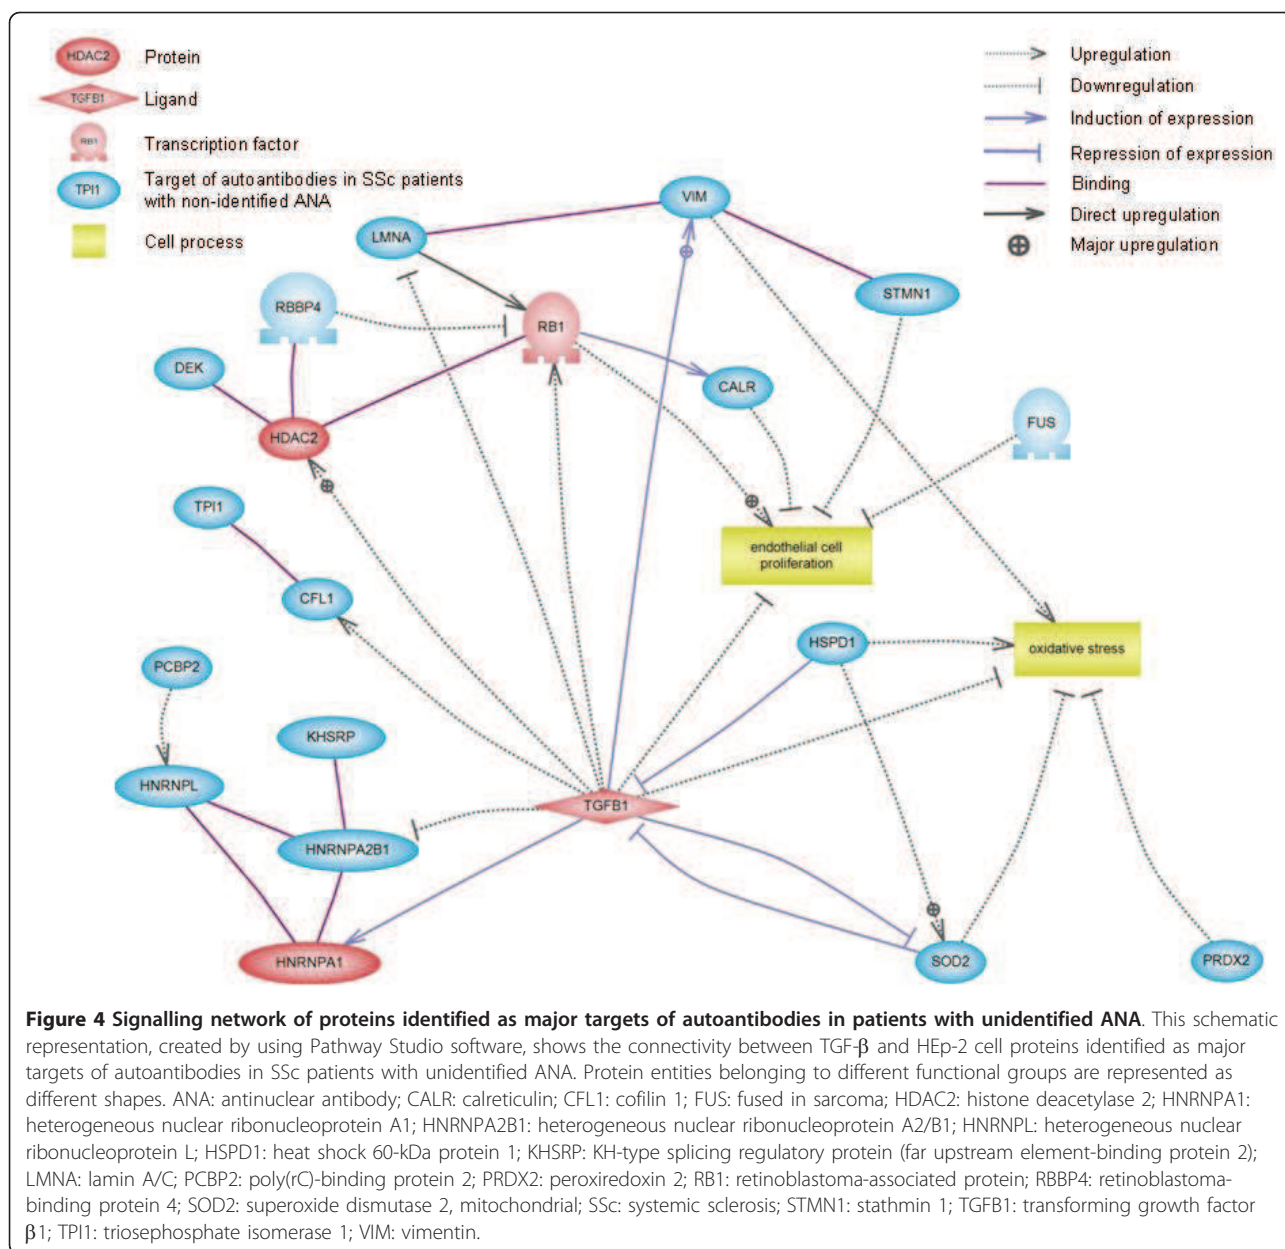 HDAC2 Protein
TGFB1 Ligand
RB1 Transcription factor
TPI1 Target of autoantibodies in SSc patients
with non-identified ANA
Cell process
Upregulation
Downregulation
Induction of expression
Repression of expression
Binding
Direct upregulation
Major upregulation
VIM
LMNA
STMN1
RBBP4
RB1
DEK
CALR
HDAC2
FUS
TPI1
endothelial cell
proliferation
CFL1
HSPD1
oxidative stress
PCBP2
KHSRP
HNRNPL
TGFB1
HNRNPA2B1
HNRNPA1
SOD2
PRDX2
Figure 4 Signalling network of proteins identified as major targets of autoantibodies in patients with unidentified ANA. This schematic
representation, created by using Pathway Studio software, shows the connectivity between TGF-β and HEp-2 cell proteins identified as major
targets of autoantibodies in SSc patients with unidentified ANA. Protein entities belonging to different functional groups are represented as
different shapes. ANA: antinuclear antibody; CALR: calreticulin; CFL1: cofilin 1; FUS: fused in sarcoma; HDAC2: histone deacetylase 2; HNRNPA1:
heterogeneous nuclear ribonucleoprotein A1; HNRNPA2B1: heterogeneous nuclear ribonucleoprotein A2/B1; HNRNPL: heterogeneous nuclear
ribonucleoprotein L; HSPD1: heat shock 60-kDa protein 1; KHSRP: KH-type splicing regulatory protein (far upstream element-binding protein 2);
LMNA: lamin A/C; PCBP2: poly(rC)-binding protein 2; PRDX2: peroxiredoxin 2; RB1: retinoblastoma-associated protein; RBBP4: retinoblastoma-
binding protein 4; SOD2: superoxide dismutase 2, mitochondrial; SSc: systemic sclerosis; STMN1: stathmin 1; TGFB1: transforming growth factor
β1; TPI1: triosephosphate isomerase 1; VIM: vimentin.